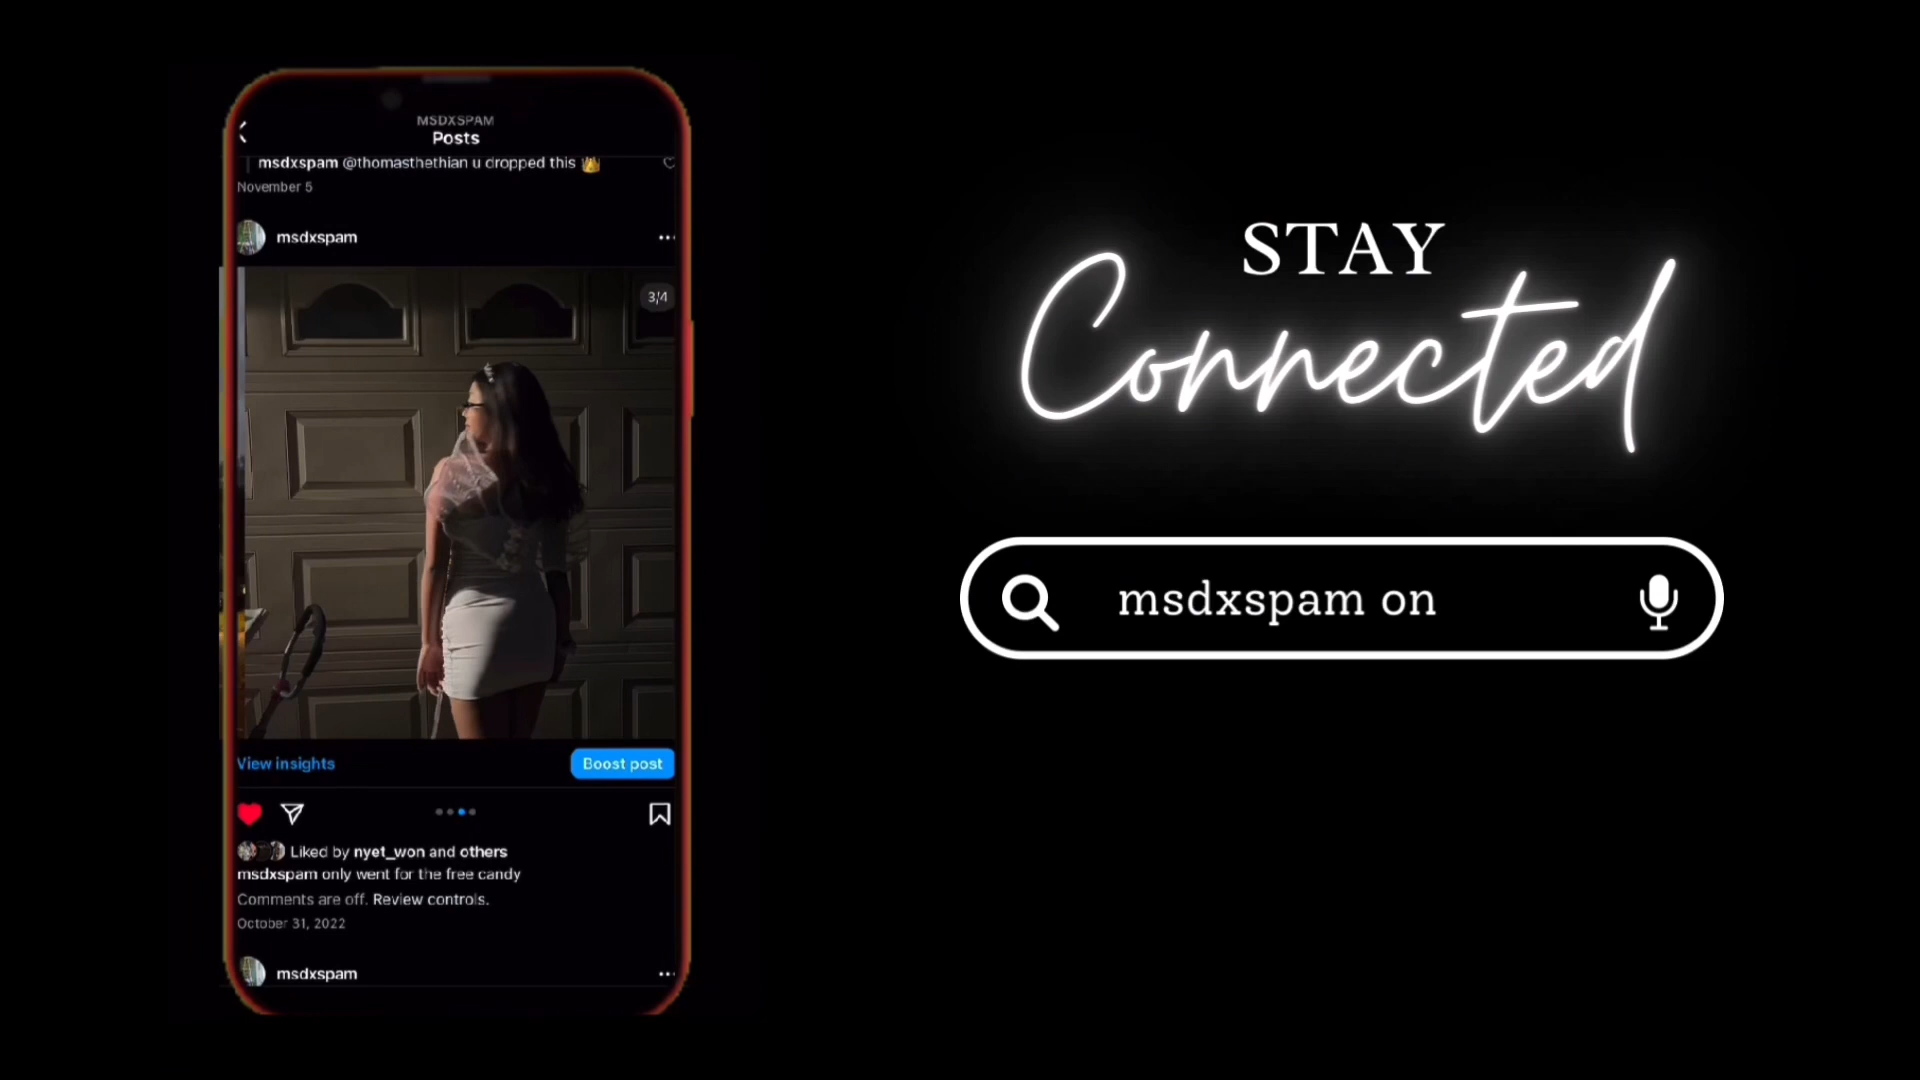 MSDXSPAM
Posts
msdxspam @thomasthethian u dropped this 👑
November 5
msdxspam
3/4
View insights
Boost post
Liked by nyet_won and others
msdxspam only went for the free candy
Comments are off. Review controls.
October 31, 2022
msdxspam
STAY
Connected
msdxspam on